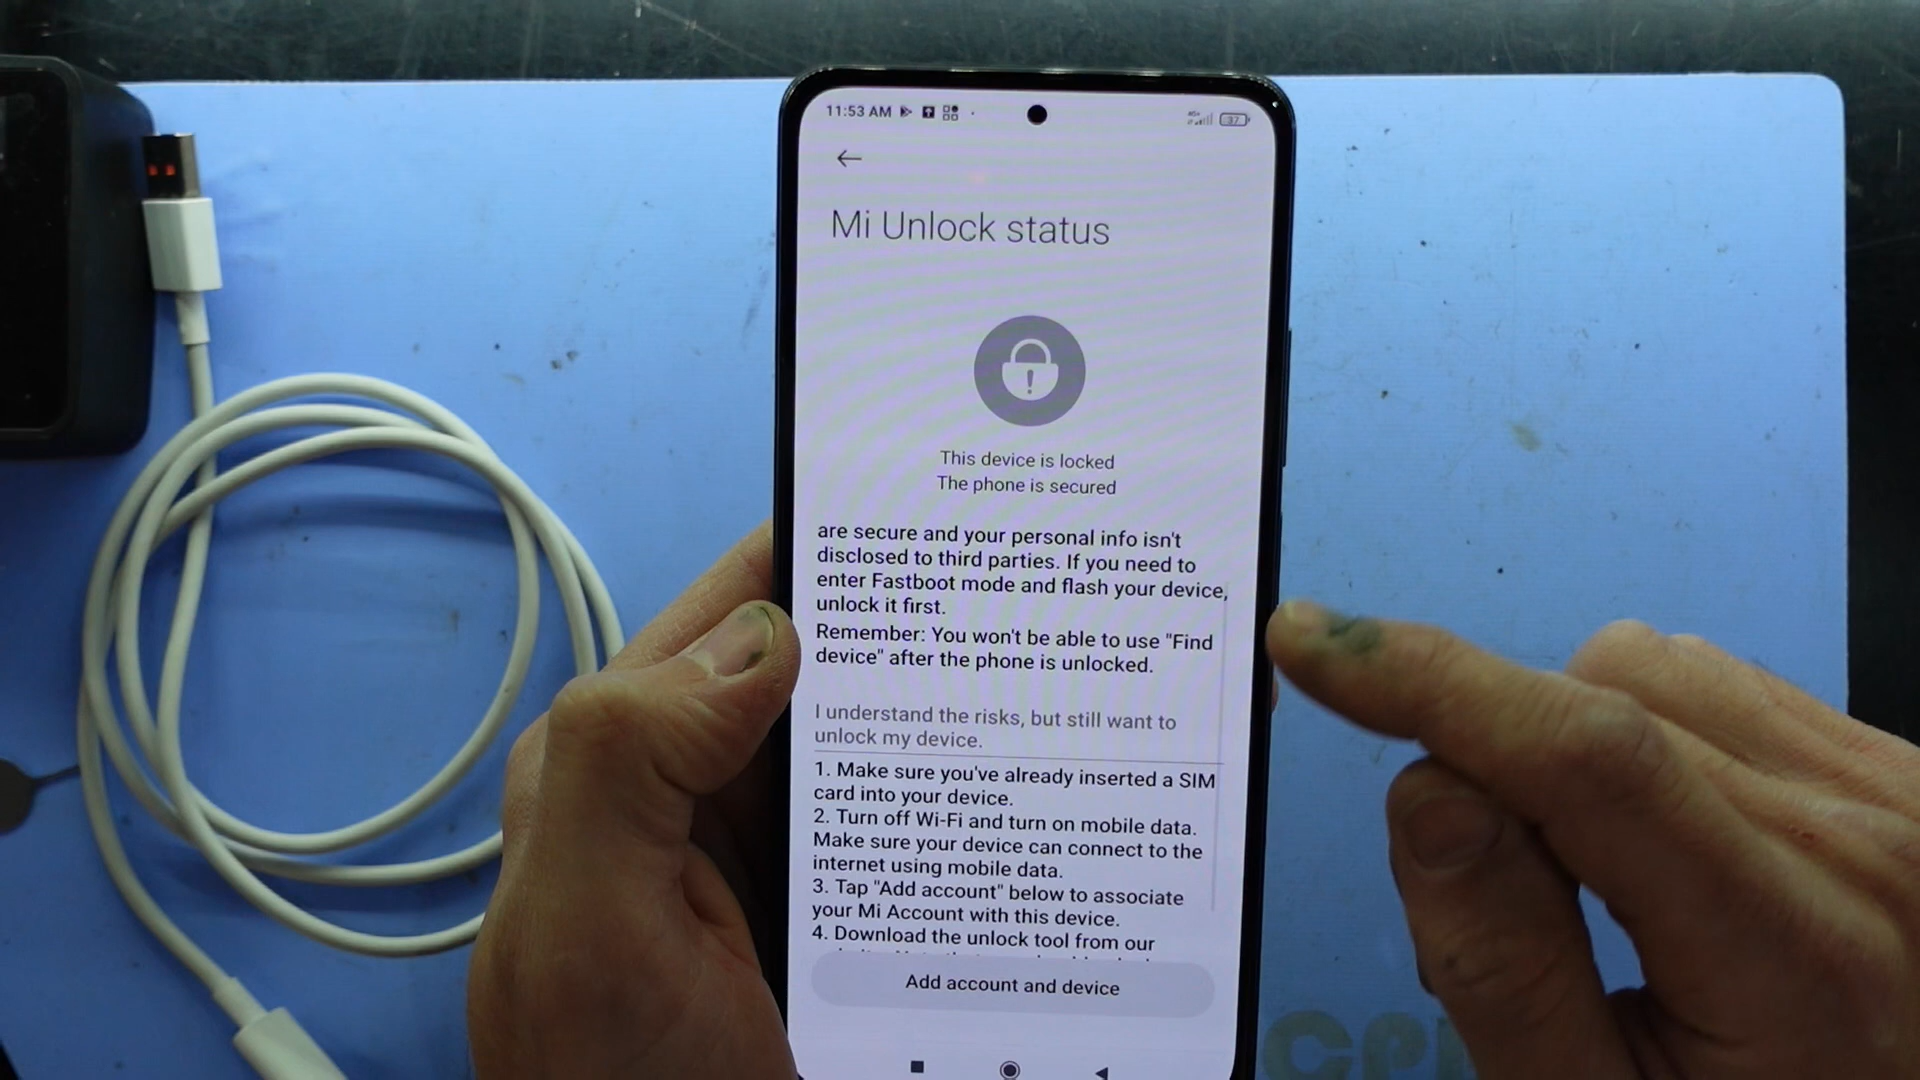 11:53 AM
37
Mi Unlock status
This device is locked
The phone is secured
are secure and your personal info isn't
disclosed to third parties. If you need to
enter Fastboot mode and flash your device,
unlock it first.
Remember: You won't be able to use "Find
device" after the phone is unlocked.
I understand the risks, but still want to
unlock my device.
1. Make sure you've already inserted a SIM
card into your device.
2. Turn off Wi-Fi and turn on mobile data.
Make sure your device can connect to the
internet using mobile data.
3. Tap "Add account" below to associate
your Mi Account with this device.
4. Download the unlock tool from our
Add account and device